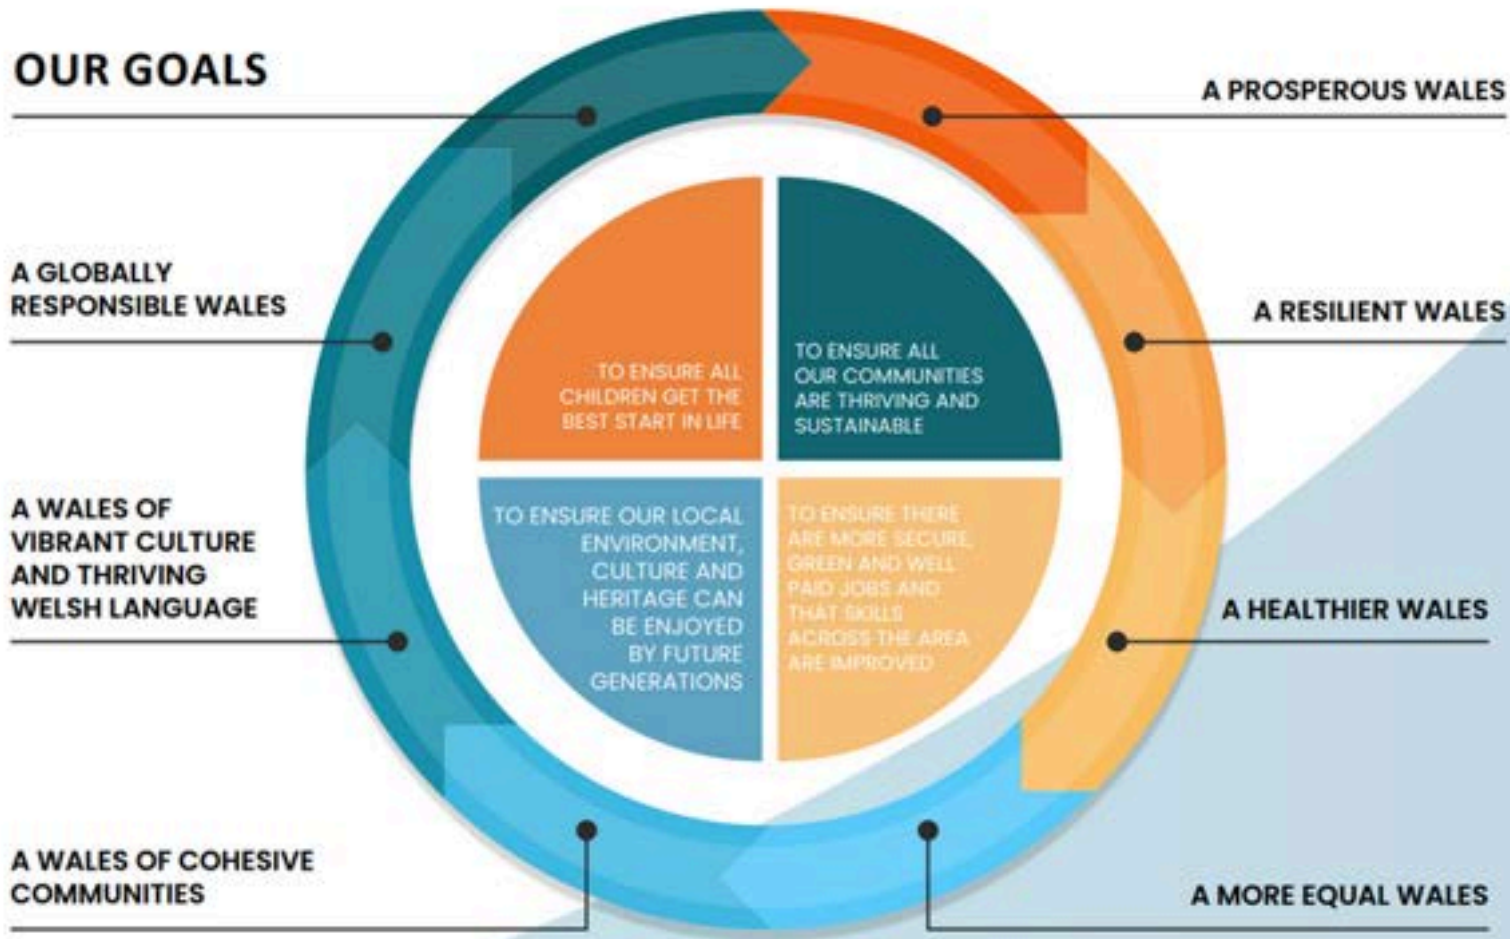 OUR GOALS
A PROSPEROUS WALES
A RESILIENT WALES
A HEALTHIER WALES
A MORE EQUAL WALES
A WALES OF COHESIVE
COMMUNITIES
A WALES OF
VIBRANT CULTURE
AND THRIVING
WELSH LANGUAGE
A GLOBALLY
RESPONSIBLE WALES
TO ENSURE ALL
CHILDREN GET THE
BEST START IN LIFE
TO ENSURE ALL
OUR COMMUNITIES
ARE THRIVING AND
SUSTAINABLE
TO ENSURE OUR LOCAL
ENVIRONMENT,
CULTURE AND
HERITAGE CAN
BE ENJOYED
BY FUTURE
GENERATIONS
TO ENSURE THERE
ARE MORE SECURE,
GREEN AND WELL
PAID JOBS AND
THAT SKILLS
ACROSS THE AREA
ARE IMPROVED